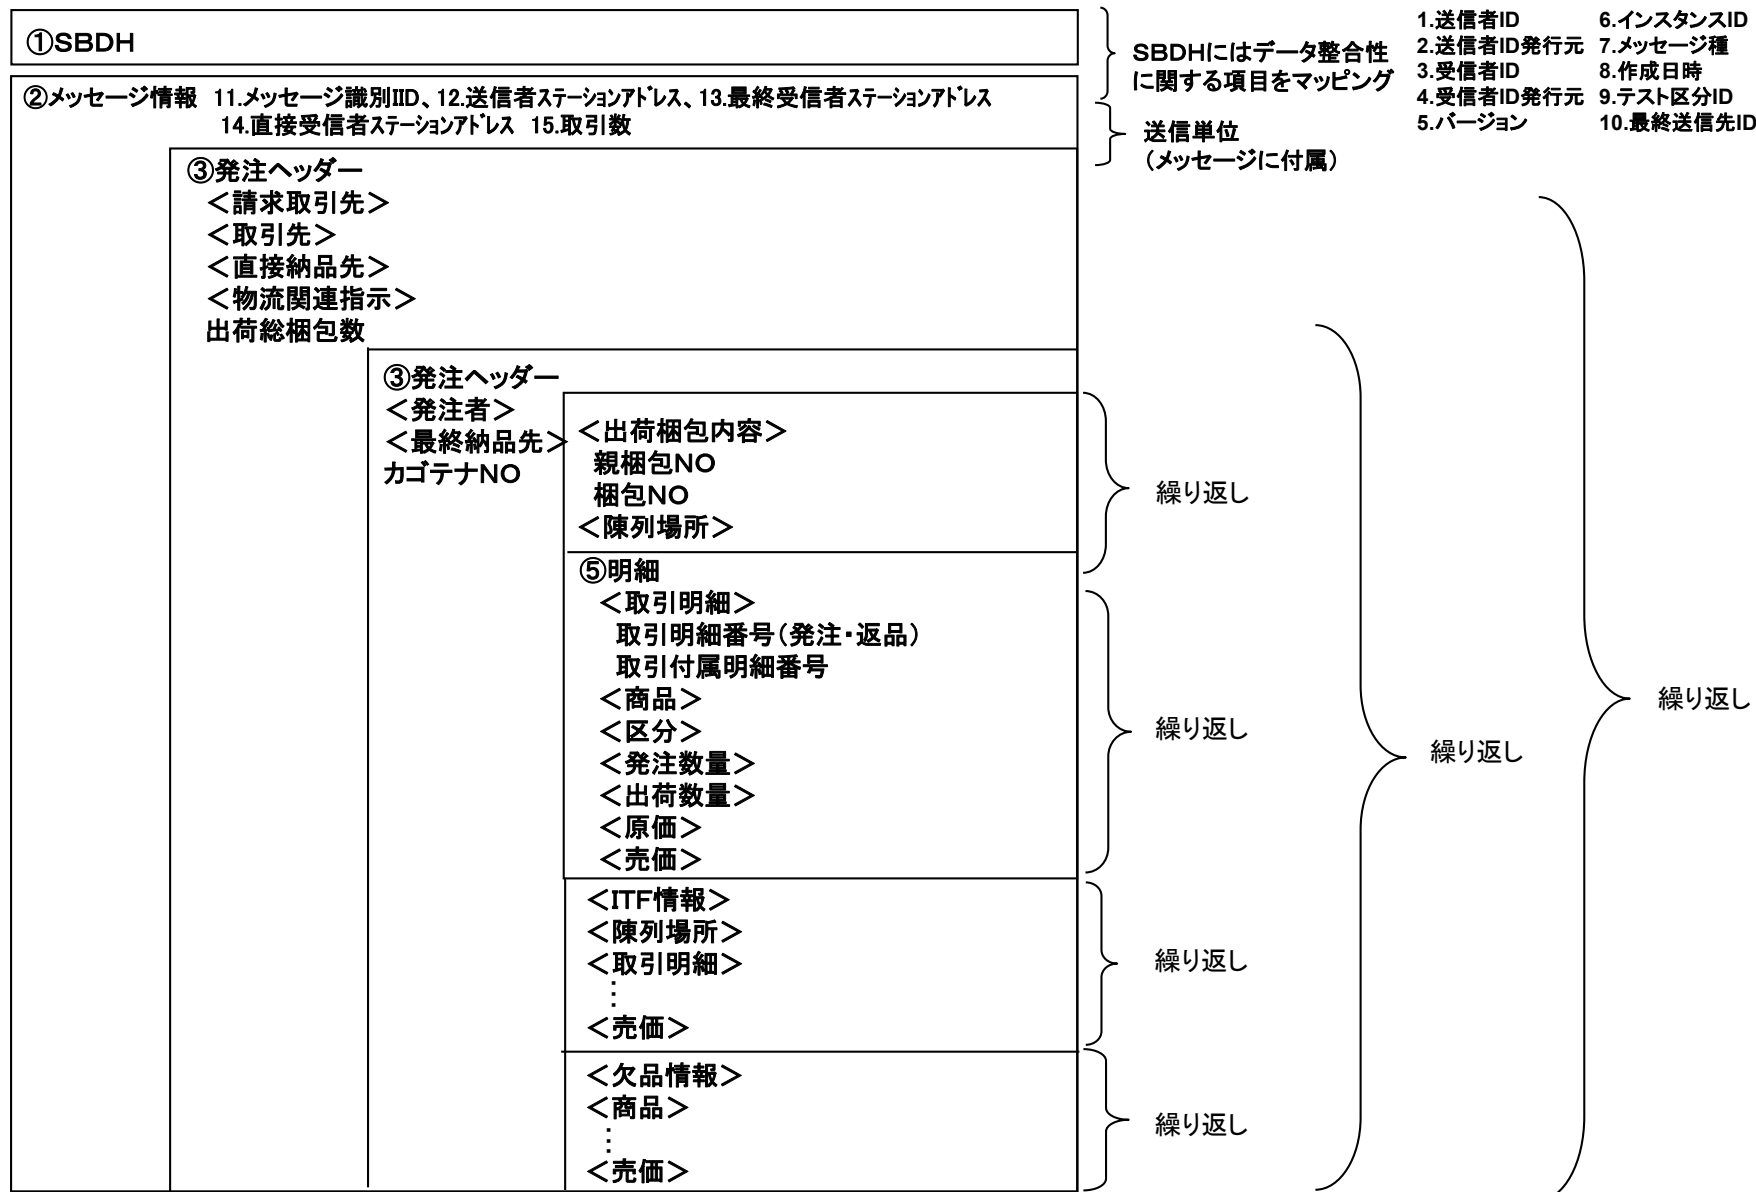 ①SBDH
SBDHにはデータ整合性
に関する項目をマッピング
1.送信者ID
2.送信者ID発行元
3.受信者ID
4.受信者ID発行元
5.バージョン
6.インスタンスID
7.メッセージ種
8.作成日時
9.テスト区分ID
10.最終送信先ID
②メッセージ情報 11.メッセージ識別IID、12.送信者ステーションアドレス、13.最終受信者ステーションアドレス
14.直接受信者ステーションアドレス 15.取引数
送信単位
(メッセージに付属)
③発注ヘッダー
<請求取引先>
<取引先>
<直接納品先>
<物流関連指示>
出荷総梱包数
③発注ヘッダー
<発注者>
<最終納品先>
カゴテナNO
<出荷梱包内容>
親梱包NO
梱包NO
<陳列場所>
繰り返し
⑤明細
<取引明細>
取引明細番号(発注・返品)
取引付属明細番号
<商品>
<区分>
<発注数量>
<出荷数量>
<原価>
<売価>
繰り返し
<ITF情報>
<陳列場所>
<取引明細>
⋮
<売価>
繰り返し
<欠品情報>
<商品>
⋮
<売価>
繰り返し
繰り返し
繰り返し